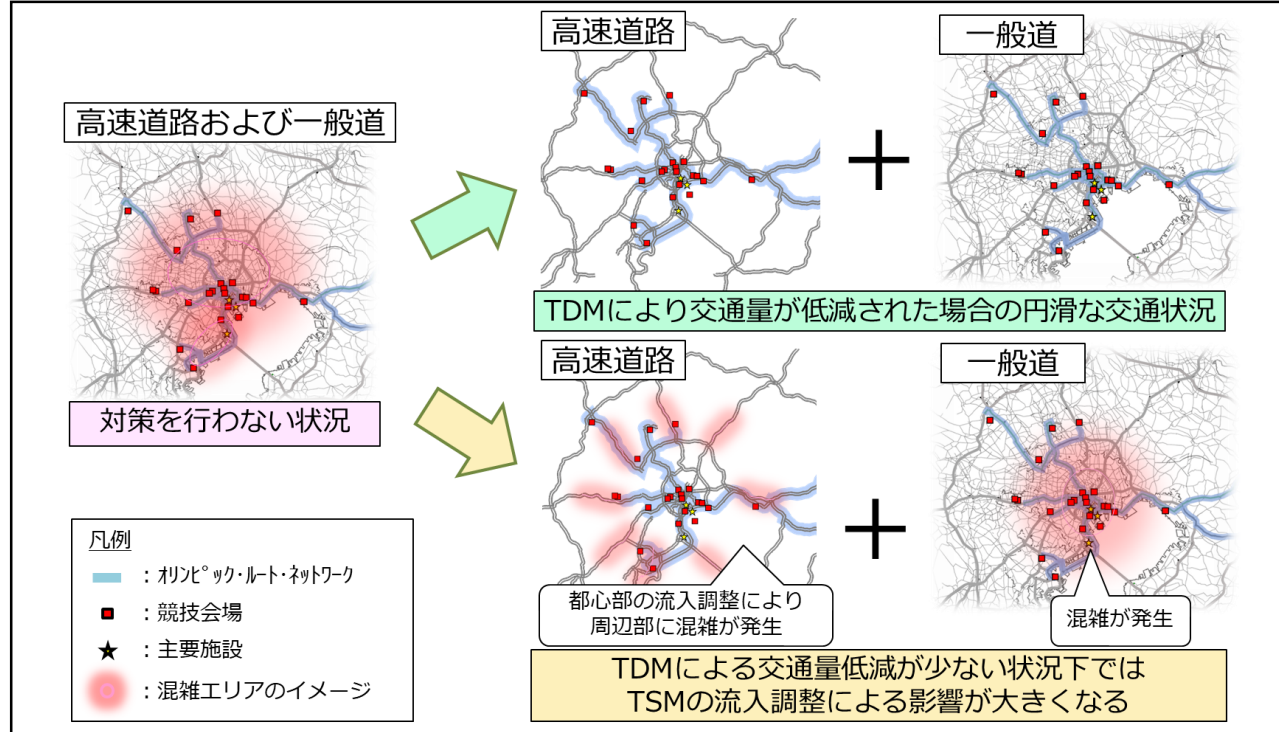 高速道路および一般道
対策を行わない状況
高速道路
+
一般道
TDMにより交通量が低減された場合の円滑な交通状況
高速道路
+
一般道
都心部の流入調整により
周辺部に混雑が発生
混雑が発生
TDMによる交通量低減が少ない状況下では
TSMの流入調整による影響が大きくなる
凡例
:ｵﾘﾝﾋﾟｯｸ・ﾙｰﾄ・ﾈｯﾄﾜｰｸ
:競技会場
:主要施設
:混雑エリアのイメージ